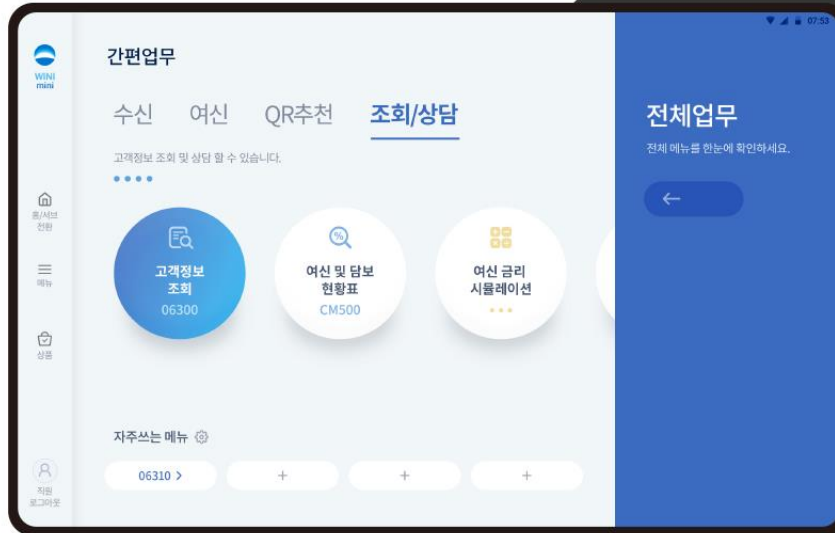 07:53
WINI
mini
홈/서브
전환
메뉴
상품
직원
로그아웃
간편업무
수신 여신 QR추천 조회/상담
고객정보 조회 및 상담 할 수 있습니다.
고객정보
조회
06300
여신 및 담보
현황표
CM500
여신 금리
시뮬레이션
자주쓰는 메뉴
06310 >
+ + +
전체업무
전체 메뉴를 한눈에 확인하세요.